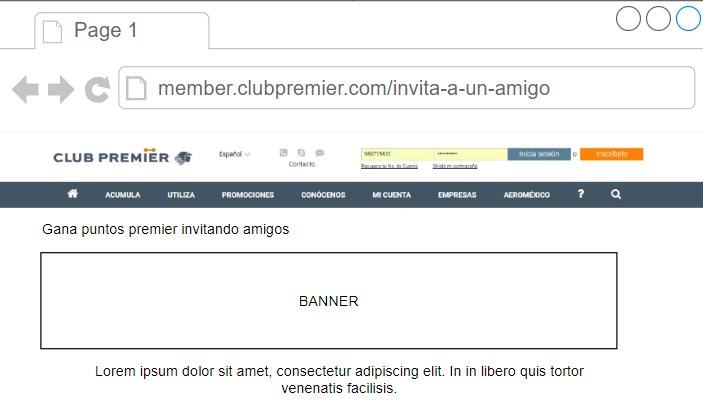 Page 1
member.clubpremier.com/invita-a-un-amigo
CLUB PREMIER
Español
Contacto
Inicia sesión
o
Inscríbete
Recupera tu No. de Cuenta
Olvidé mi contraseña
ACUMULA UTILIZA PROMOCIONES CONÓCENOS MI CUENTA EMPRESAS AEROMÉXICO ?
Gana puntos premier invitando amigos
BANNER
Lorem ipsum dolor sit amet, consectetur adipiscing elit. In in libero quis tortor
venenatis facilisis.